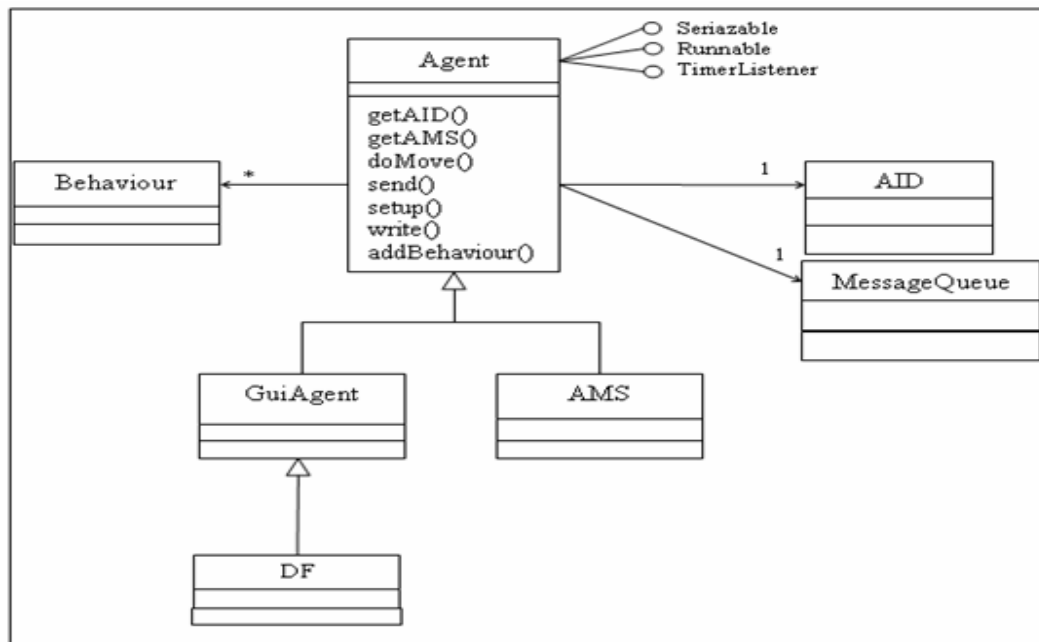 Agent
Seriazable
Runnable
TimerListener
getAID()
getAMS()
doMove()
send()
setup()
write()
addBehaviour()
Behaviour
*
1
AID
1
MessageQueue
GuiAgent
AMS
DF